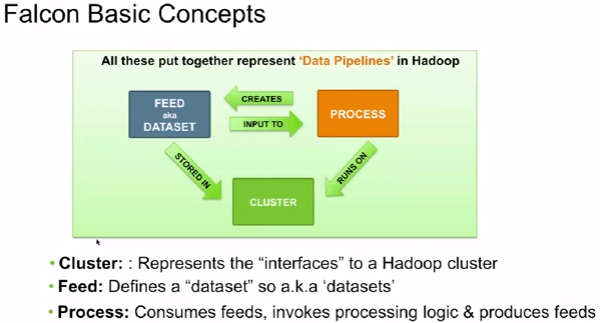 Falcon Basic Concepts
All these put together represent ‘Data Pipelines’ in Hadoop
FEED
aka
DATASET
CREATES
INPUT TO
PROCESS
STORED IN
RUNS ON
CLUSTER
• Cluster: : Represents the “interfaces” to a Hadoop cluster
• Feed: Defines a “dataset” so a.k.a ‘datasets’
• Process: Consumes feeds, invokes processing logic & produces feeds